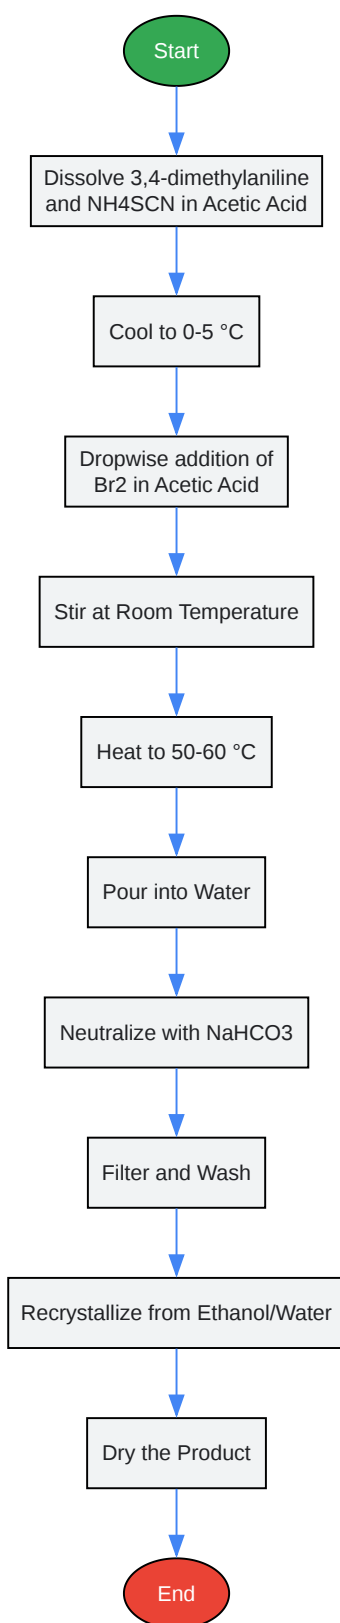 Start
Dissolve 3,4-dimethylaniline
and NH4SCN in Acetic Acid
Cool to 0-5 °C
Dropwise addition of
Br2 in Acetic Acid
Stir at Room Temperature
Heat to 50-60 °C
Pour into Water
Neutralize with NaHCO3
Filter and Wash
Recrystallize from Ethanol/Water
Dry the Product
End